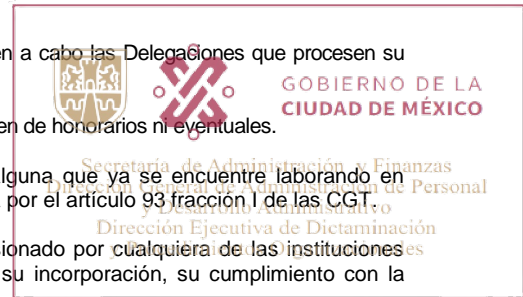 en a cabo las Delegaciones que procesen su
GOBIERNO DE LA
CIUDAD DE MÉXICO
en de honorarios ni eventuales.
Secretaría de Administración y Finanzas
lguna que ya se encuentre laborando en
Dirección General de Administración de Personal
por el artículo 93 fracción I de las CGT.
y Desarrollo Administrativo
Dirección Ejecutiva de Dictaminación
sionado por cualquiera de las instituciones
y Procedimientos Organizacionales
su incorporación, su cumplimiento con la